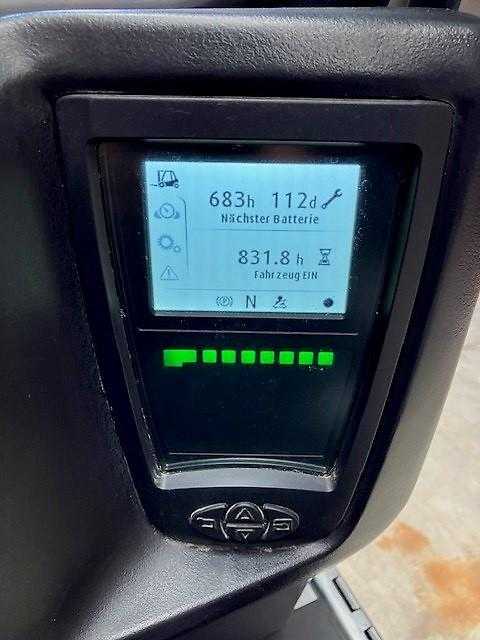 683h 112d
Nächster Batterie
831.8 h
Fahrzeug EIN
(P) N